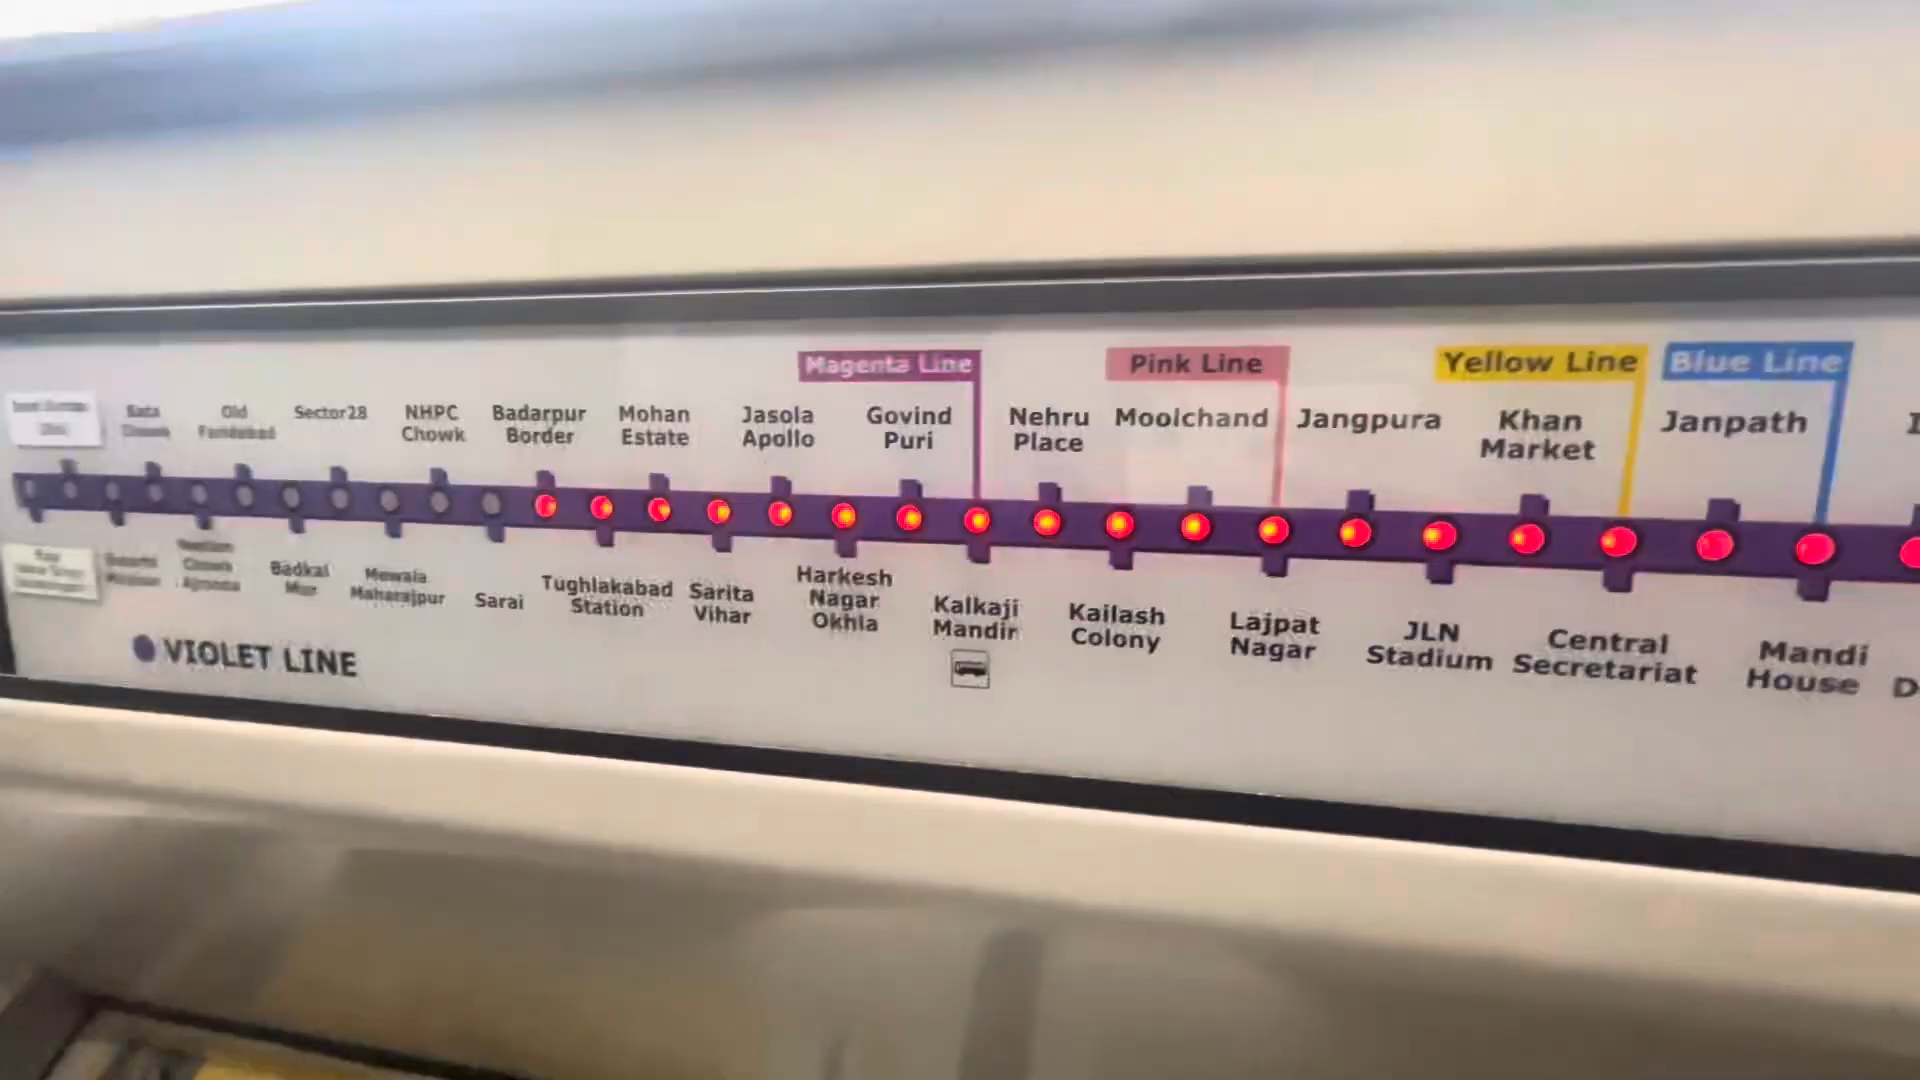 Magenta Line
Pink Line
Yellow Line
Blue Line
Old
Faridabad
Sector28
NHPC
Chowk
Badarpur
Border
Mohan
Estate
Jasola
Apollo
Govind
Puri
Nehru
Place
Moolchand
Jangpura
Khan
Market
Janpath
Badkal
Mor
Mewala
Maharajpur
Sarai
Tughlakabad
Station
Sarita
Vihar
Harkesh
Nagar
Okhla
Kalkaji
Mandir
Kailash
Colony
Lajpat
Nagar
JLN
Stadium
Central
Secretariat
Mandi
House
VIOLET LINE